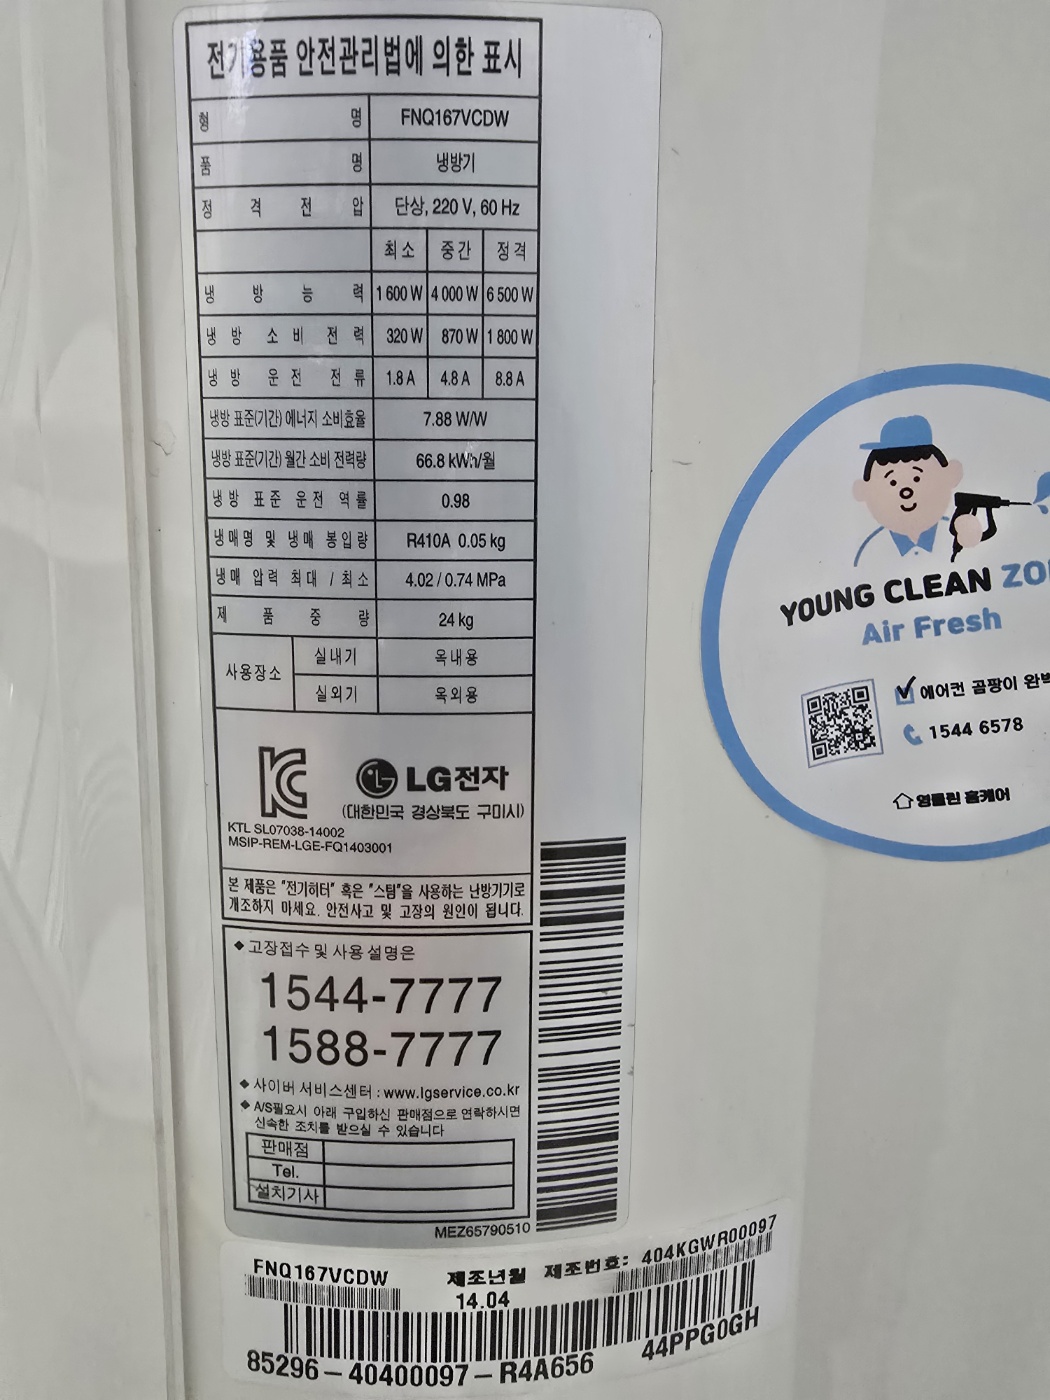 전기용품 안전관리법에 의한 표시
형 명 FNQ167VCDW
품 명 냉방기
정 격 전 압 단상, 220 V, 60 Hz
최소 중간 정격
냉 방 능 력 1 600 W 4 000 W 6 500 W
냉 방 소 비 전 력 320 W 870 W 1 800 W
냉 방 운 전 전 류 1.8 A 4.8 A 8.8 A
냉방 표준(기간) 에너지 소비효율 7.88 W/W
냉방 표준(기간) 월간 소비 전력량 66.8 kWh/월
냉 방 표 준 운 전 역 률 0.98
냉매명 및 냉매 봉입량 R410A 0.05 kg
냉매 압력 최대 / 최소 4.02 / 0.74 MPa
제 품 중 량 24 kg
사용장소 실내기 옥내용
실외기 옥외용
LG전자
(대한민국 경상북도 구미시)
KTL SL07038-14002
MSIP-REM-LGE-FQ1403001
본 제품은 "전기히터" 혹은 "스팀"을 사용하는 난방기기로
개조하지 마세요. 안전사고 및 고장의 원인이 됩니다.
◆ 고장접수 및 사용 설명은
1544-7777
1588-7777
◆ 사이버 서비스센터 : www.lgservice.co.kr
◆ A/S필요시 아래 구입하신 판매점으로 연락하시면
신속한 조치를 받으실 수 있습니다
판매점
Tel.
설치기사
MEZ65790510
FNQ167VCDW 제조년월 제조번호: 404KGWR00097
14.04
85296-40400097-R4A656 44PPG0GH
YOUNG CLEAN ZO
Air Fresh
에어컨 곰팡이 완벽
1544 6578
영클린 홈케어